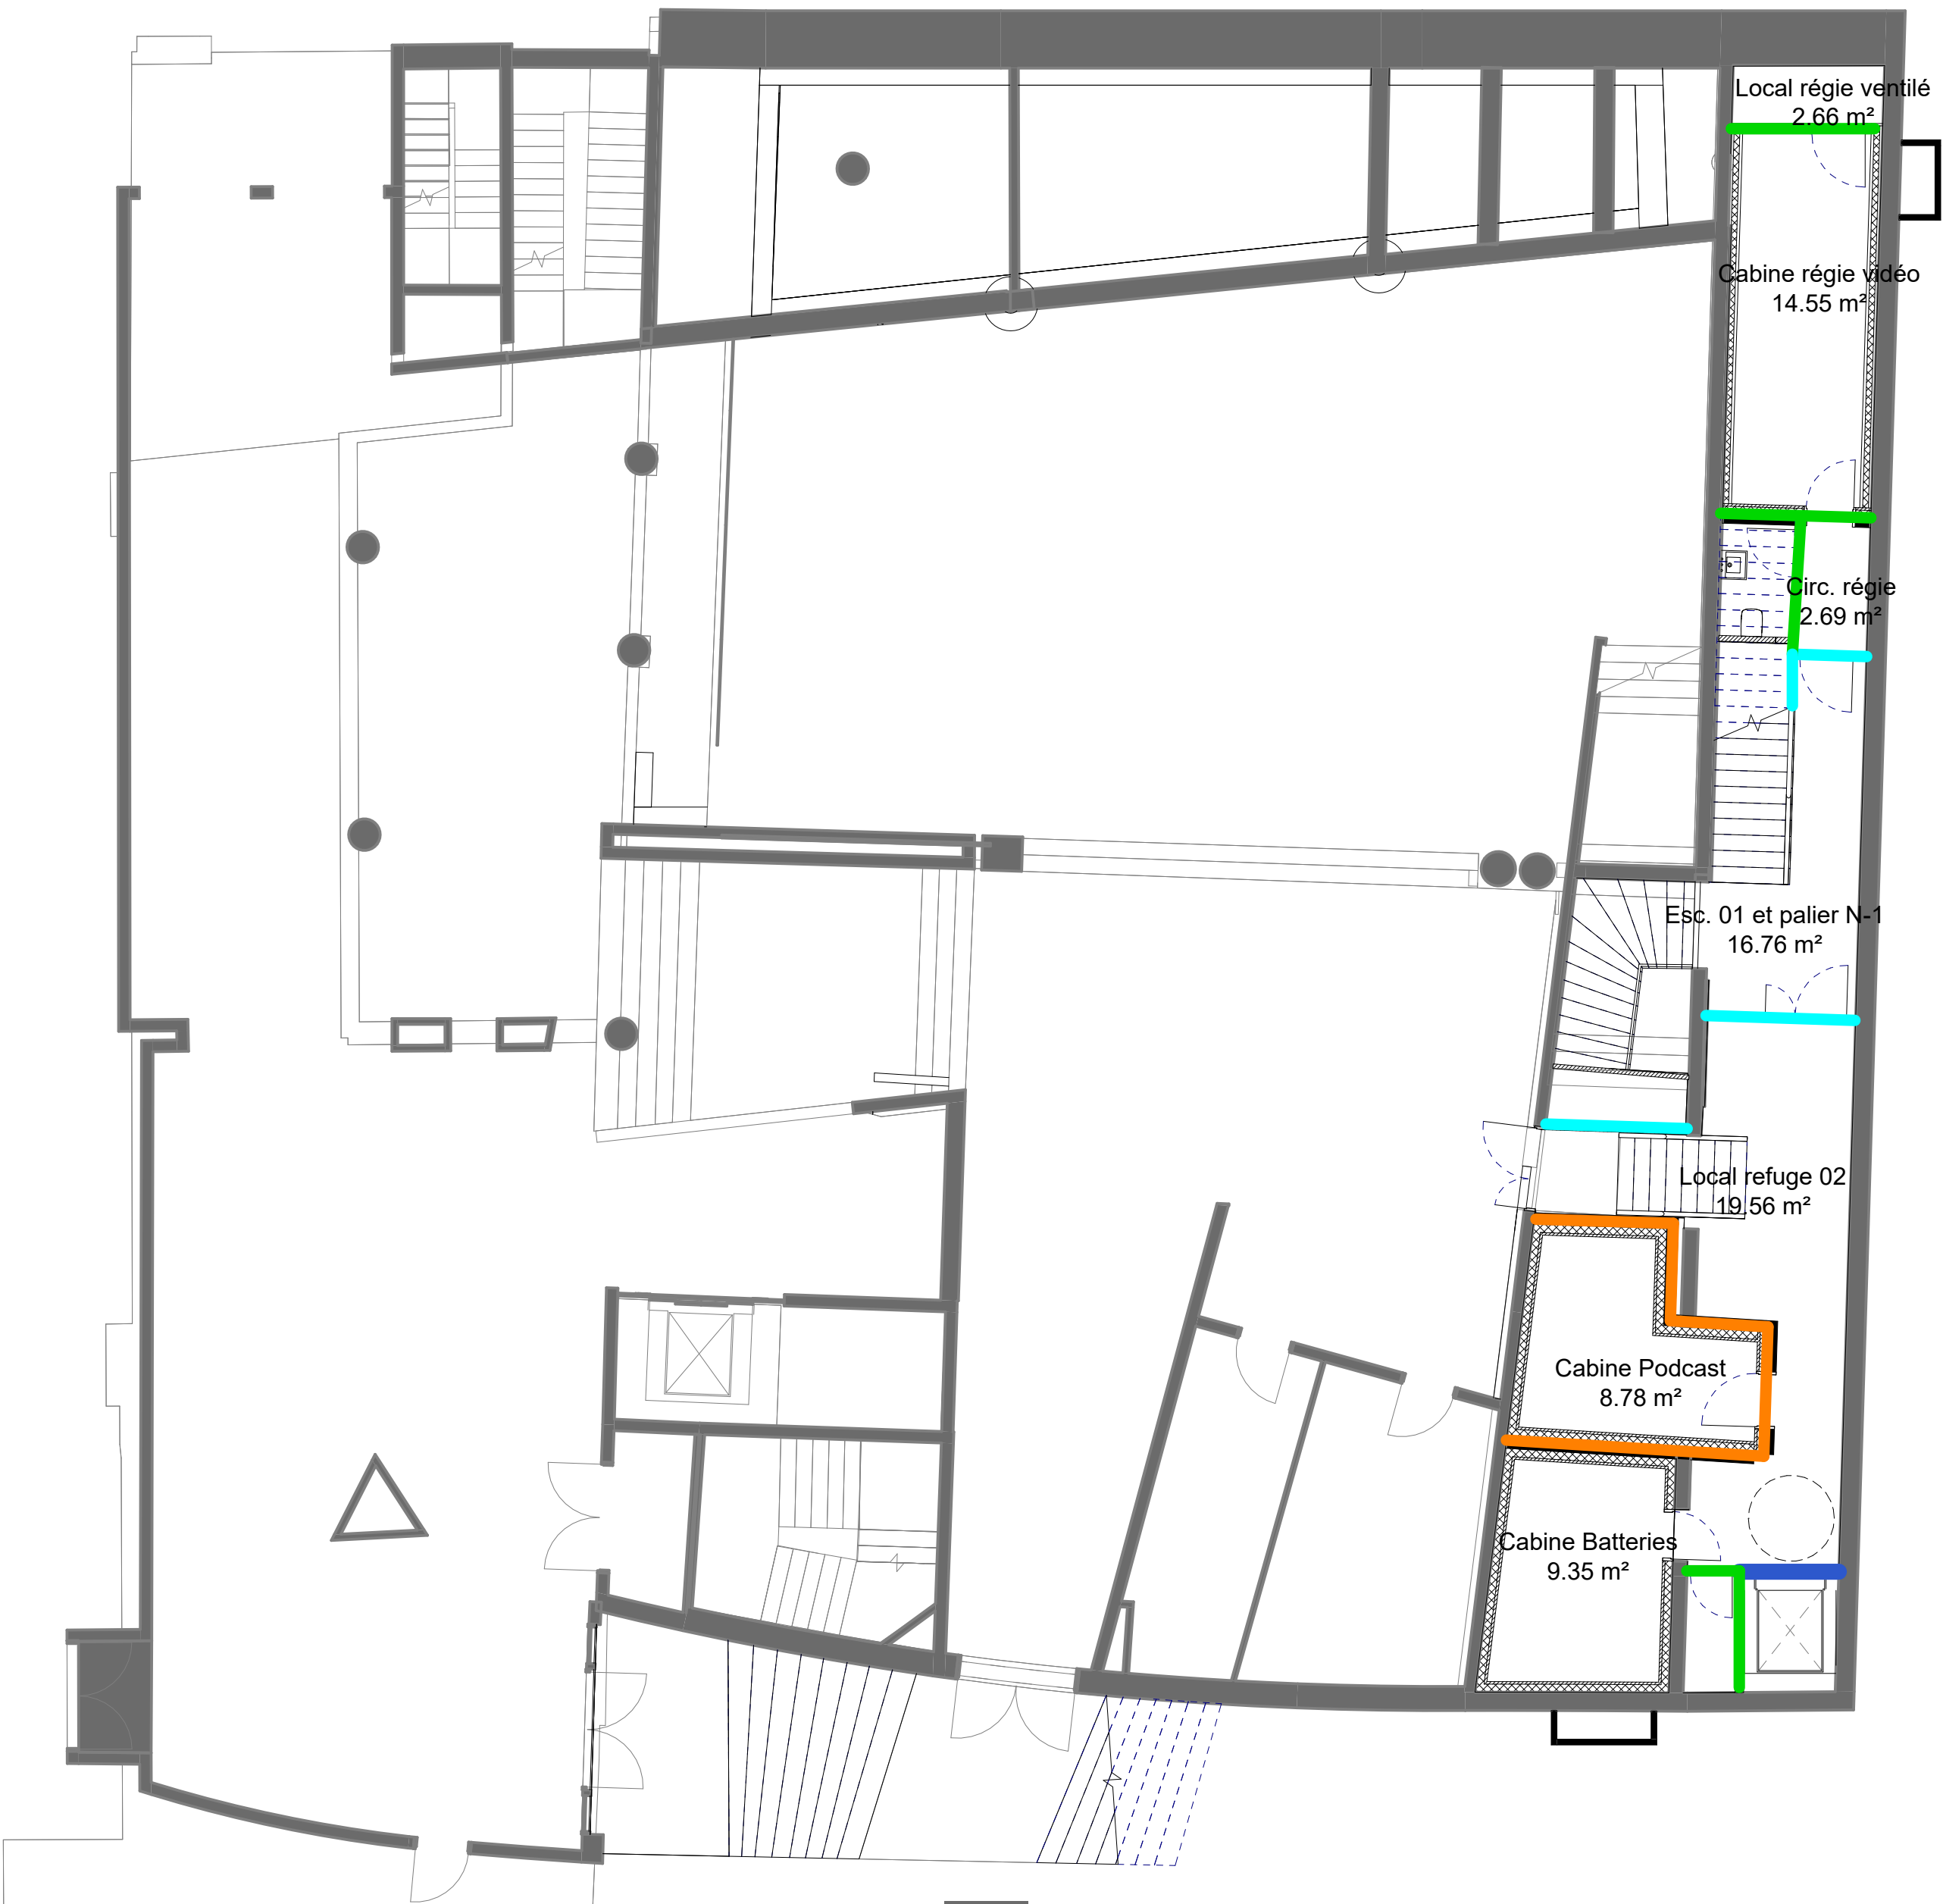 Local régie ventilé
2.66 m²
Cabine régie vidéo
14.55 m²
Circ. régie
2.69 m²
Esc. 01 et palier N-1
16.76 m²
Local refuge 02
19.56 m²
Cabine Podcast
8.78 m²
Cabine Batteries
9.35 m²